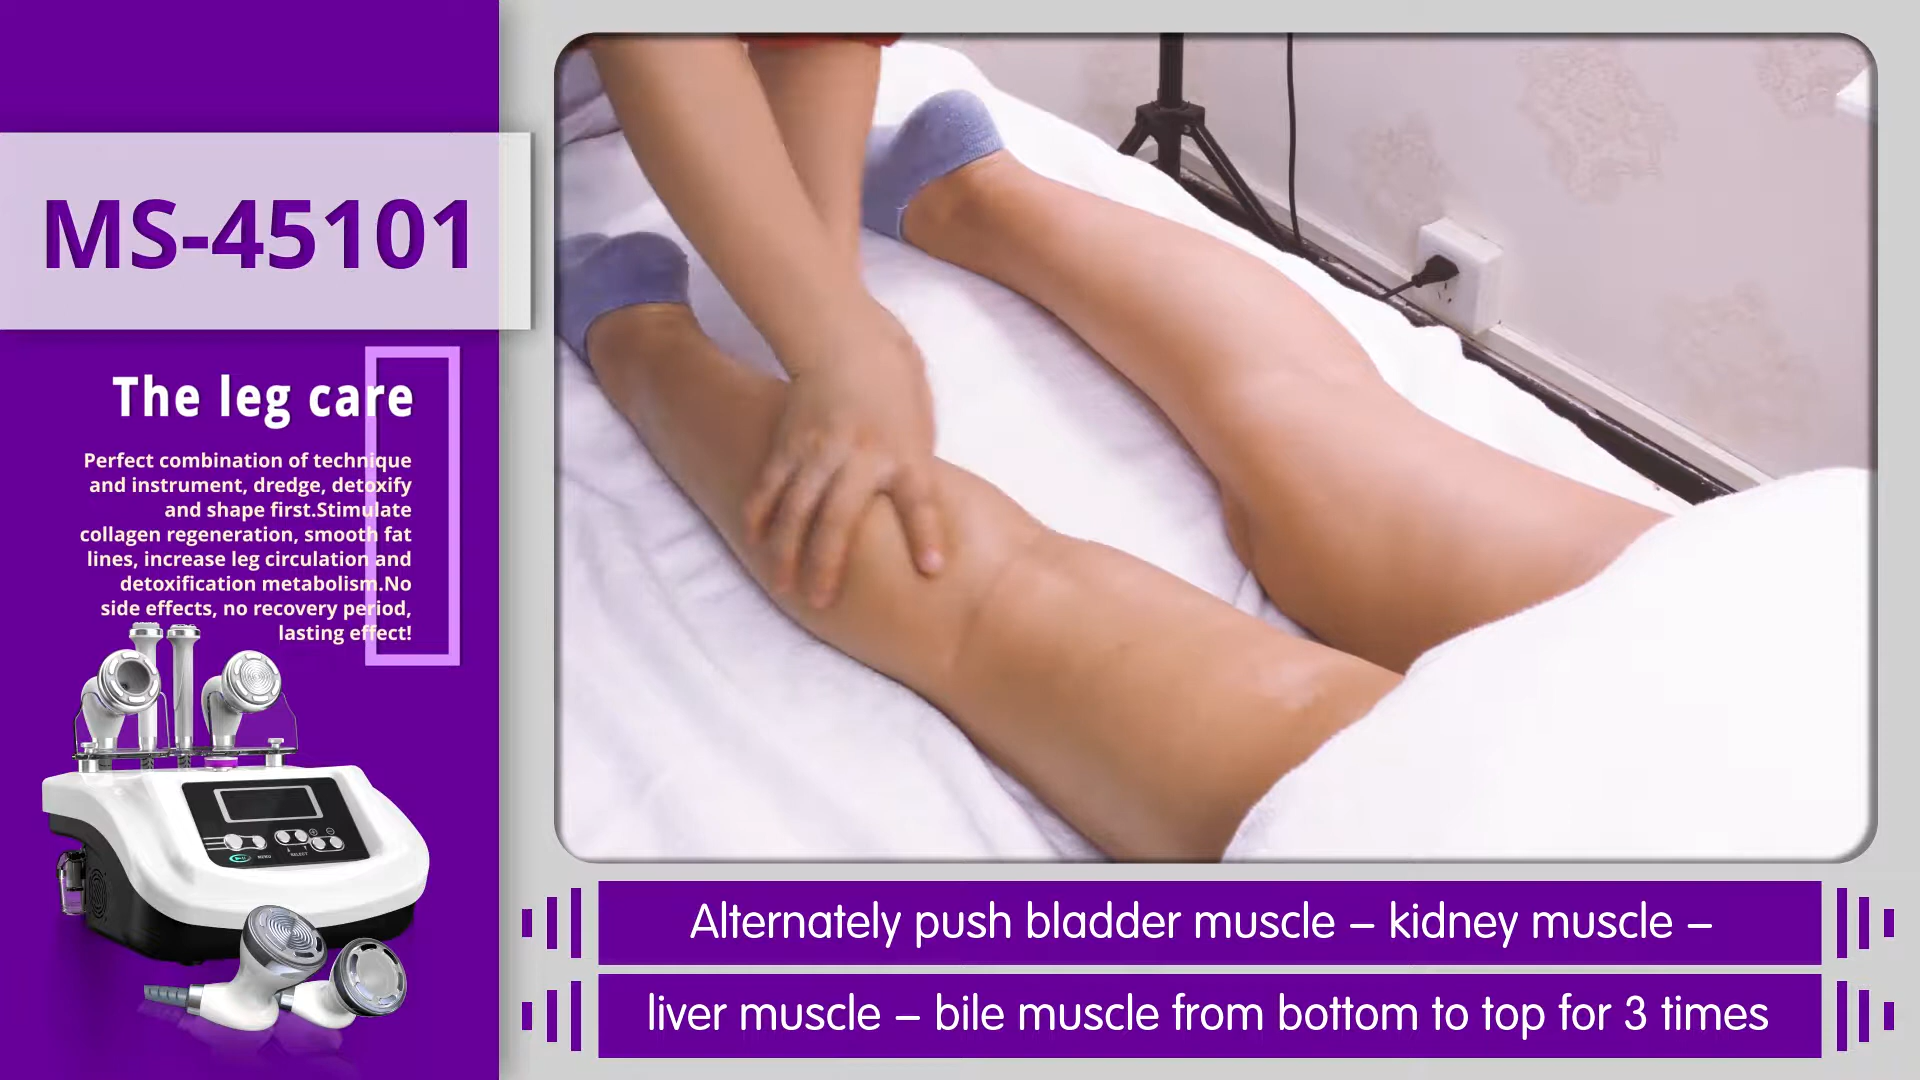 MS-45101
The leg care
Perfect combination of technique
and instrument, dredge, detoxify
and shape first.Stimulate
collagen regeneration, smooth fat
lines, increase leg circulation and
detoxification metabolism.No
side effects, no recovery period,
lasting effect!
MENU
SELECT
Alternately push bladder muscle – kidney muscle –
liver muscle – bile muscle from bottom to top for 3 times